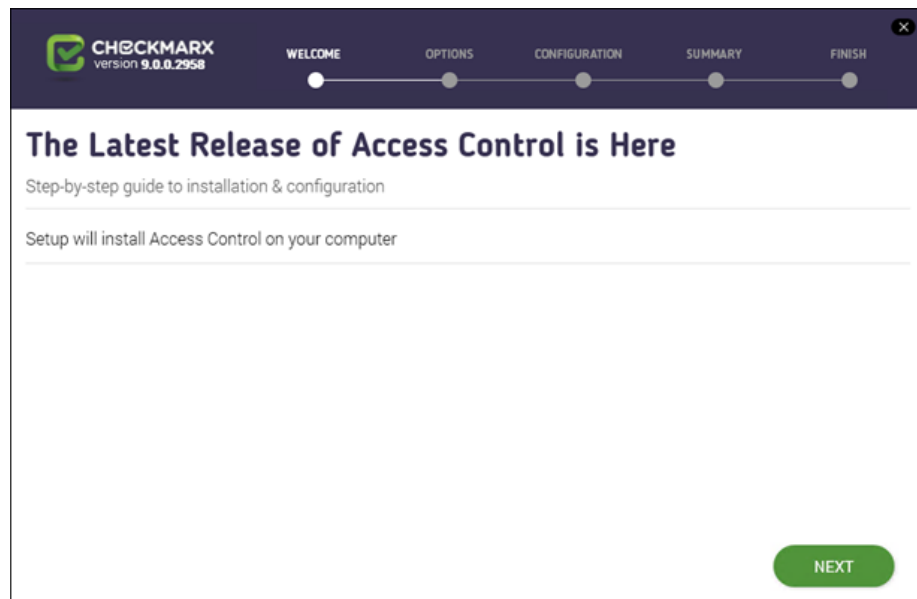 CHECKMARX
version 9.0.0.2958
WELCOME
OPTIONS
CONFIGURATION
SUMMARY
FINISH
The Latest Release of Access Control is Here
Step-by-step guide to installation & configuration
Setup will install Access Control on your computer
NEXT